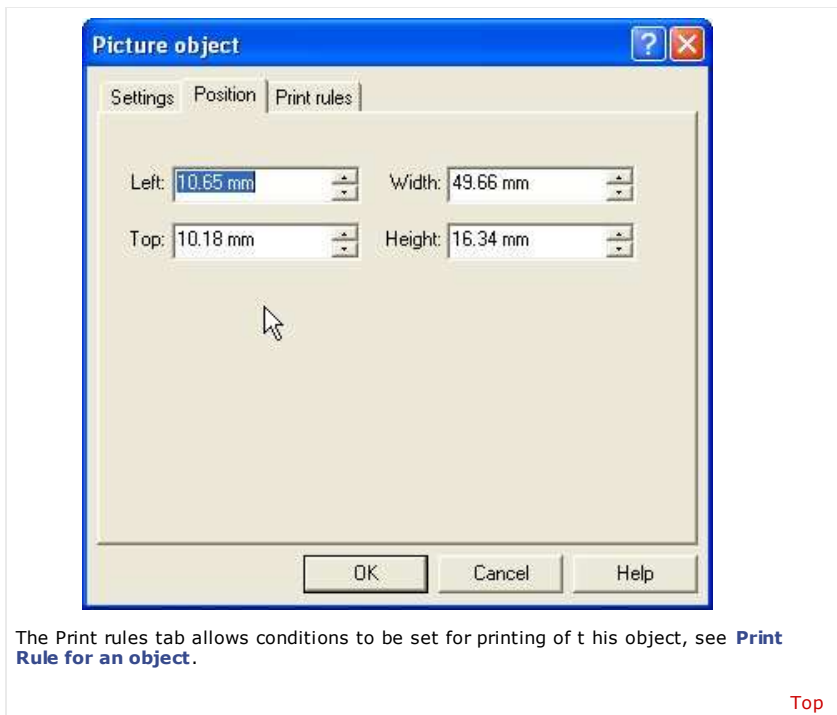 Picture object
Settings Position Print rules
Left: 10.65 mm Width: 49.66 mm
Top: 10.18 mm Height: 16.34 mm
OK Cancel Help
The Print rules tab allows conditions to be set for printing of t his object, see Print
Rule for an object.
Top